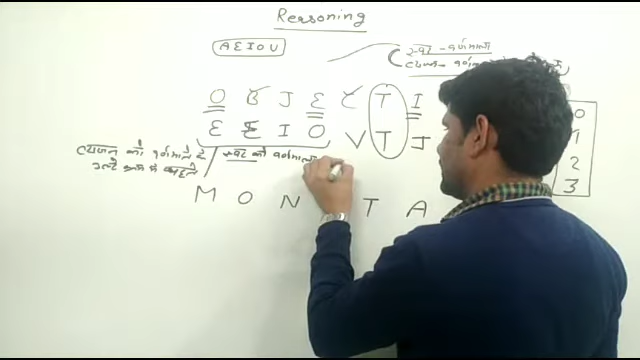 Reasoning
AEIOU
स्वर - वर्णमाला
व्यंजन - वर्णमाला
O B J E C T I
E E I O V T J
0
1
2
3
व्यंजन को वर्णमाला के / स्वर को वर्णमाला
उल्टे क्रम में
M O N T A